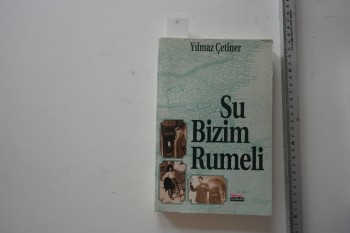 Yılmaz Çetiner
Şu
Bizim
Rumeli